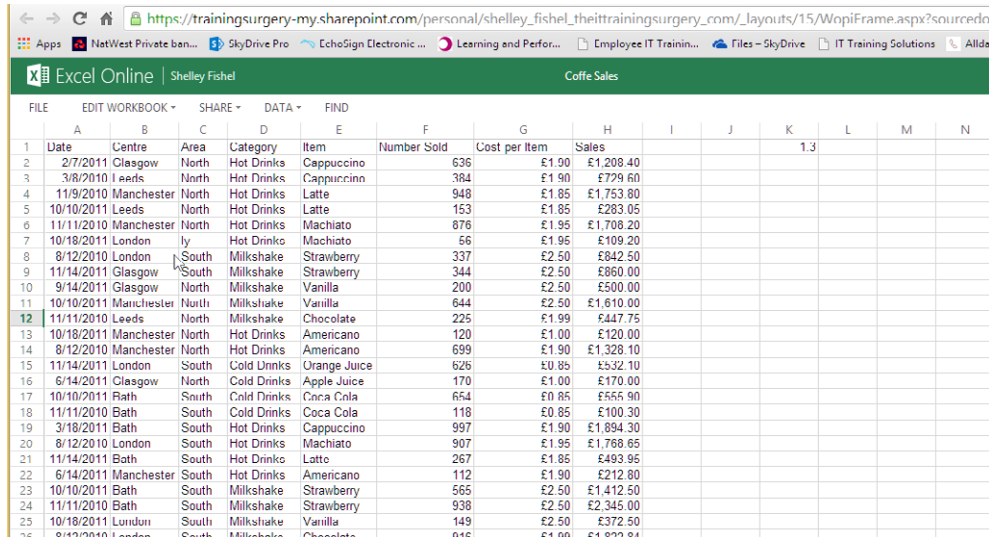 https://trainingsurgery-my.sharepoint.com/personal/shelley_fishel_theittrainingsurgery_com/_layouts/15/WopiFrame.aspx?sourcedo
Apps NatWest Private ban... SkyDrive Pro EchoSign Electronic ... Learning and Perfor... Employee IT Trainin... Files – SkyDrive IT Training Solutions Allda
Excel Online | Shelley Fishel Coffe Sales
FILE EDIT WORKBOOK SHARE DATA FIND
A B C D E F G H I J K L M N
1 Date Centre Area Category Item Number Sold Cost per Item Sales 1.3
2 2/7/2011 Glasgow North Hot Drinks Cappuccino 636 £1.90 £1,208.40
3 3/8/2010 Leeds North Hot Drinks Cappuccino 384 £1.90 £729.60
4 11/9/2010 Manchester North Hot Drinks Latte 948 £1.85 £1,753.80
5 10/10/2011 Leeds North Hot Drinks Latte 153 £1.85 £283.05
6 11/11/2010 Manchester North Hot Drinks Machiato 876 £1.95 £1,708.20
7 10/18/2011 London ly Hot Drinks Machiato 56 £1.95 £109.20
8 8/12/2010 London South Milkshake Strawberry 337 £2.50 £842.50
9 11/14/2011 Glasgow South Milkshake Strawberry 344 £2.50 £860.00
10 9/14/2011 Glasgow North Milkshake Vanilla 200 £2.50 £500.00
11 10/10/2011 Manchester North Milkshake Vanilla 644 £2.50 £1,610.00
12 11/11/2010 Leeds North Milkshake Chocolate 225 £1.99 £447.75
13 10/18/2011 Manchester North Hot Drinks Americano 120 £1.00 £120.00
14 8/12/2010 Manchester North Hot Drinks Americano 699 £1.90 £1,328.10
15 11/14/2011 London South Cold Drinks Orange Juice 626 £0.85 £532.10
16 6/14/2011 Glasgow North Cold Drinks Apple Juice 170 £1.00 £170.00
17 10/10/2011 Bath South Cold Drinks Coca Cola 654 £0.85 £555.90
18 11/11/2010 Bath South Cold Drinks Coca Cola 118 £0.85 £100.30
19 3/18/2011 Bath South Hot Drinks Cappuccino 997 £1.90 £1,894.30
20 8/12/2010 London South Hot Drinks Machiato 907 £1.95 £1,768.65
21 11/14/2011 Bath South Hot Drinks Latte 267 £1.85 £493.95
22 6/14/2011 Manchester South Hot Drinks Americano 112 £1.90 £212.80
23 10/10/2011 Bath South Milkshake Strawberry 565 £2.50 £1,412.50
24 11/11/2010 Bath South Milkshake Strawberry 938 £2.50 £2,345.00
25 10/18/2011 London South Milkshake Vanilla 149 £2.50 £372.50
26 8/12/2010 London South Milkshake Chocolate 916 £1.99 £1,822.84